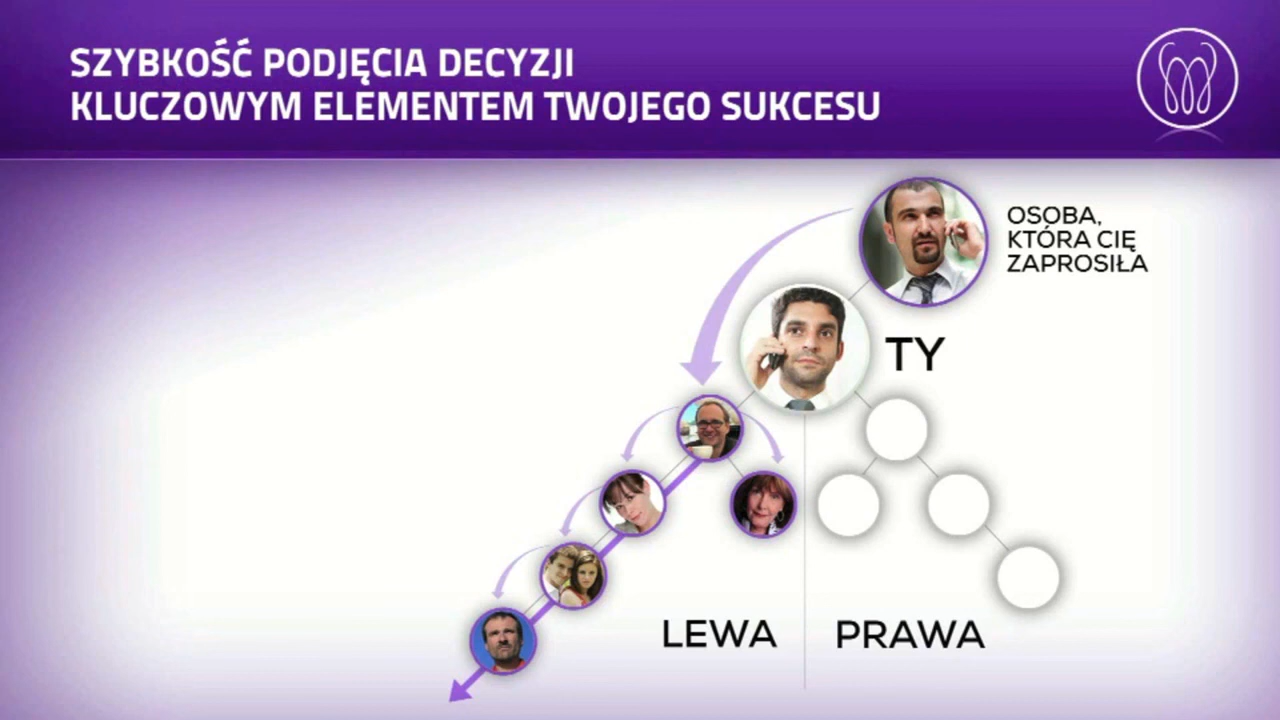 SZYBKOŚĆ PODJĘCIA DECYZJI
KLUCZOWYM ELEMENTEM TWOJEGO SUKCESU
OSOBA,
KTÓRA CIĘ
ZAPROSIŁA
TY
LEWA
PRAWA